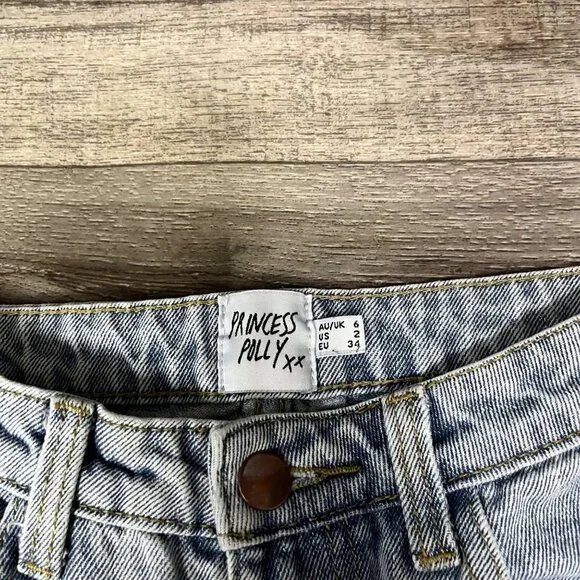 PRINCESS
POLLY xx
AU/UK 6
US 2
EU 34